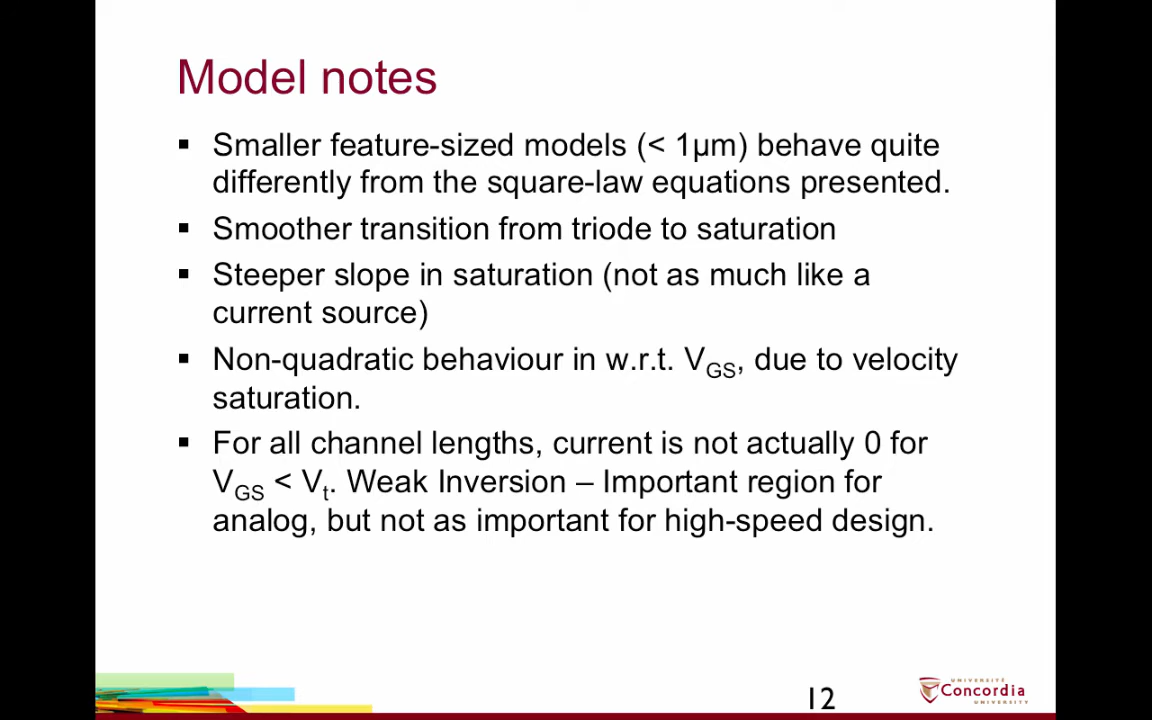 Model notes
▪ Smaller feature-sized models (< 1µm) behave quite
differently from the square-law equations presented.
▪ Smoother transition from triode to saturation
▪ Steeper slope in saturation (not as much like a
current source)
▪ Non-quadratic behaviour in w.r.t. VGS, due to velocity
saturation.
▪ For all channel lengths, current is not actually 0 for
VGS < Vt. Weak Inversion – Important region for
analog, but not as important for high-speed design.
12
UNIVERSITÉ
Concordia
UNIVERSITY